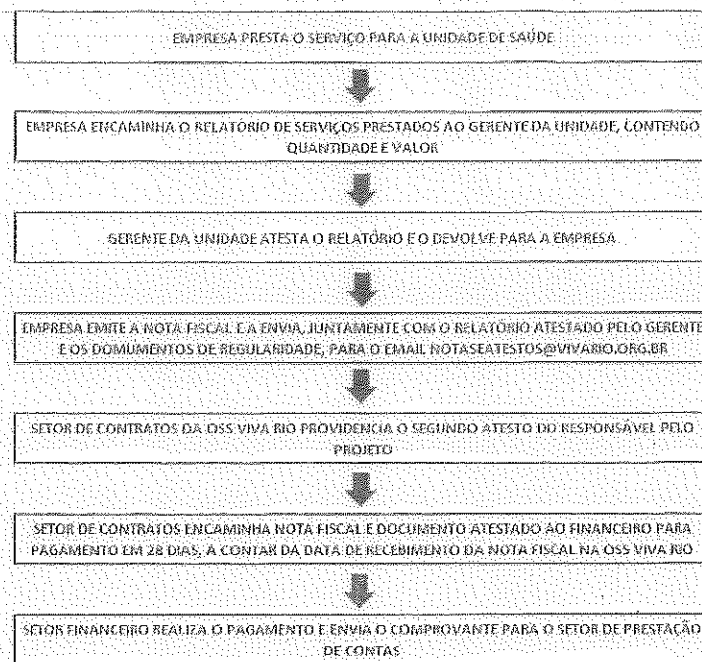 EMPRESA PRESTA O SERVIÇO PARA A UNIDADE DE SAÚDE
EMPRESA ENCAMINHA O RELATÓRIO DE SERVIÇOS PRESTADOS AO GERENTE DA UNIDADE, CONTENDO
QUANTIDADE E VALOR
GERENTE DA UNIDADE ATESTA O RELATÓRIO E O DEVOLVE PARA A EMPRESA
EMPRESA EMITE A NOTA FISCAL E A ENVIA, JUNTAMENTE COM O RELATÓRIO ATESTADO PELO GERENTE
E OS DOMUMENTOS DE REGULARIDADE, PARA O EMAIL NOTASEATESTOS@VIVARIO.ORG.BR
SETOR DE CONTRATOS DA OSS VIVA RIO PROVIDENCIA O SEGUNDO ATESTO DO RESPONSÁVEL PELO
PROJETO
SETOR DE CONTRATOS ENCAMINHA NOTA FISCAL E DOCUMENTO ATESTADO AO FINANCEIRO PARA
PAGAMENTO EM 28 DIAS, A CONTAR DA DATA DE RECEBIMENTO DA NOTA FISCAL NA OSS VIVA RIO
SETOR FINANCEIRO REALIZA O PAGAMENTO E ENVIA O COMPROVANTE PARA O SETOR DE PRESTAÇÃO
DE CONTAS